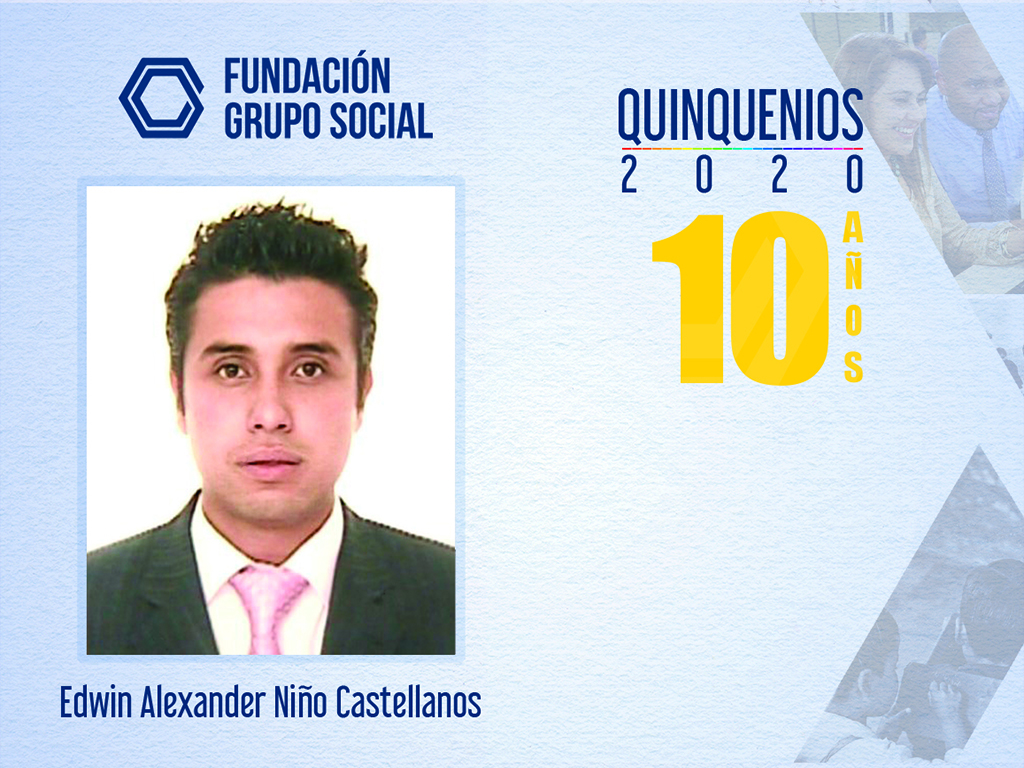 FUNDACIÓN
GRUPO SOCIAL
QUINQUENIOS
2020
10
AÑOS
Edwin Alexander Niño Castellanos